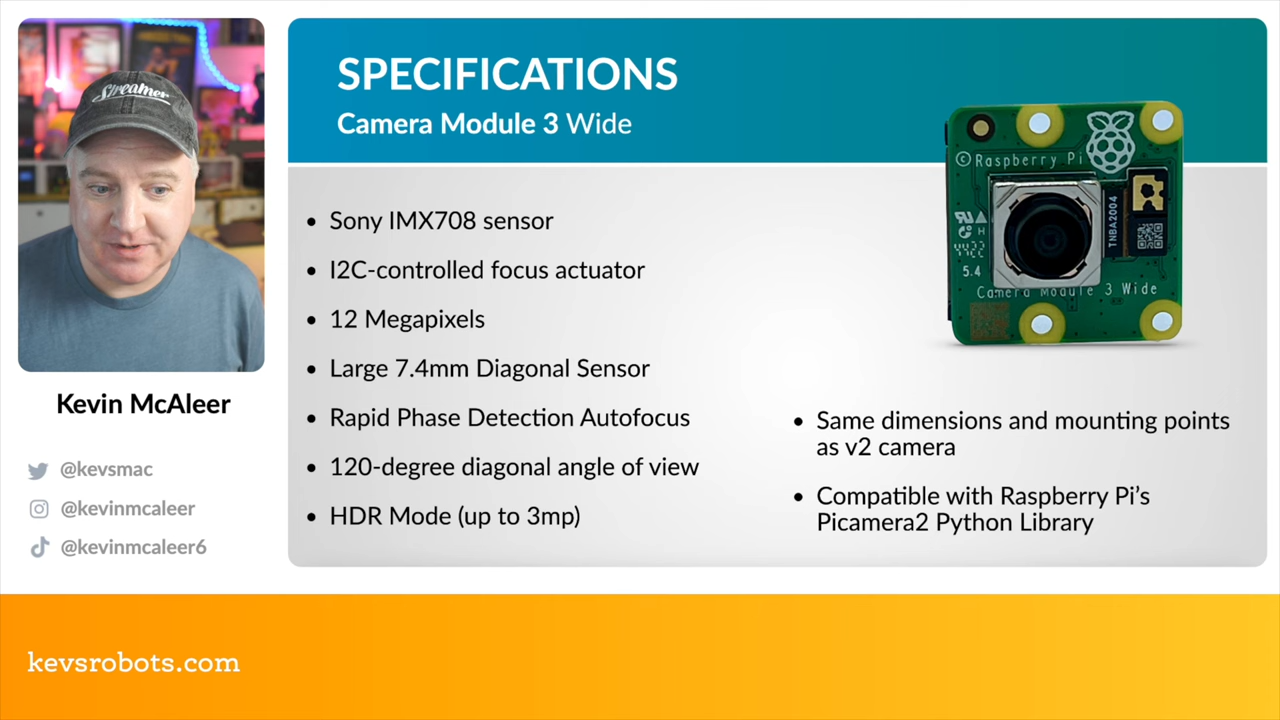 Streamer
Kevin McAleer
@kevsmac
@kevinmcaleer
@kevinmcaleer6
SPECIFICATIONS
Camera Module 3 Wide
• Sony IMX708 sensor
• I2C-controlled focus actuator
• 12 Megapixels
• Large 7.4mm Diagonal Sensor
• Rapid Phase Detection Autofocus
• 120-degree diagonal angle of view
• HDR Mode (up to 3mp)
© Raspberry Pi
TNBA2004
5.4
Camera Module 3 Wide
• Same dimensions and mounting points
as v2 camera
• Compatible with Raspberry Pi’s
Picamera2 Python Library
kevsrobots.com